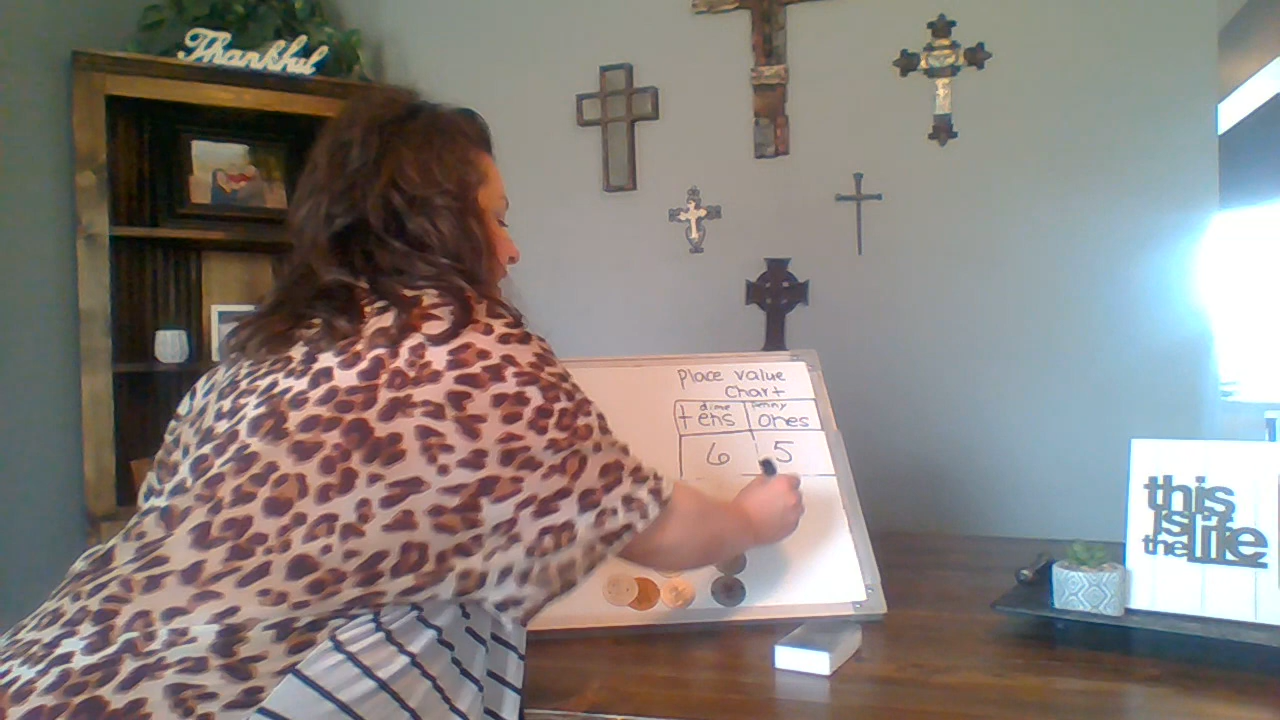 Thankful
Place value
Chart
dime penny
tens ones
6 5
this
is
the life